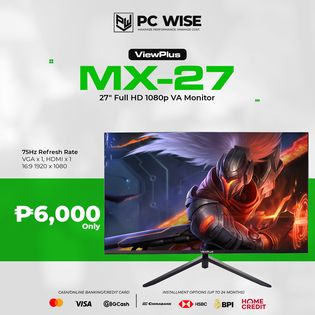 PC WISE
MAXIMIZE PERFORMANCE, MINIMIZE COST.
ViewPlus
MX-27
27" Full HD 1080p VA Monitor
75Hz Refresh Rate
VGA x 1, HDMI x 1
16:9 1920 x 1080
₱6,000
Only
CASH/ONLINE BANKING/CREDIT CARD
INSTALLMENT OPTIONS (UP TO 24 MONTHS)
VISA
GCash
CHINABANK
HSBC
BPI
HOME CREDIT